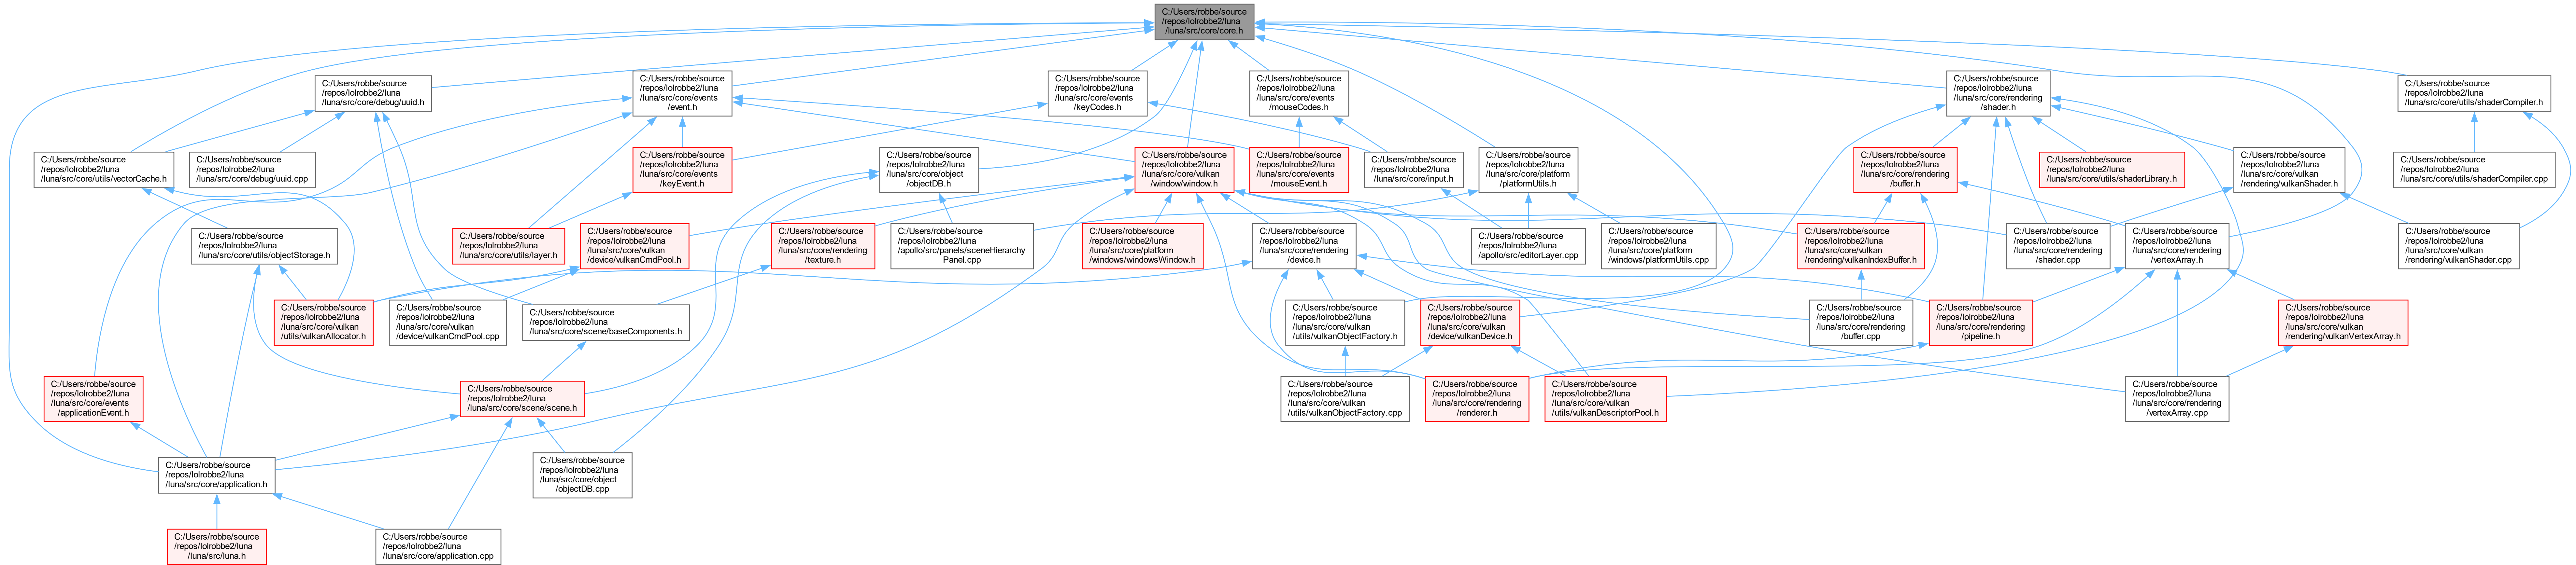 C:/Users/robbe/source
/repos/lolrobbe2/luna
/luna/src/core/core.h
C:/Users/robbe/source
/repos/lolrobbe2/luna
/luna/src/core/debug/uuid.h
C:/Users/robbe/source
/repos/lolrobbe2/luna
/luna/src/core/events
/event.h
C:/Users/robbe/source
/repos/lolrobbe2/luna
/luna/src/core/events
/keyCodes.h
C:/Users/robbe/source
/repos/lolrobbe2/luna
/luna/src/core/events
/mouseCodes.h
C:/Users/robbe/source
/repos/lolrobbe2/luna
/luna/src/core/rendering
/shader.h
C:/Users/robbe/source
/repos/lolrobbe2/luna
/luna/src/core/utils/shaderCompiler.h
C:/Users/robbe/source
/repos/lolrobbe2/luna
/luna/src/core/utils/vectorCache.h
C:/Users/robbe/source
/repos/lolrobbe2/luna
/luna/src/core/debug/uuid.cpp
C:/Users/robbe/source
/repos/lolrobbe2/luna
/luna/src/core/events
/keyEvent.h
C:/Users/robbe/source
/repos/lolrobbe2/luna
/luna/src/core/object
/objectDB.h
C:/Users/robbe/source
/repos/lolrobbe2/luna
/luna/src/core/vulkan
/window/window.h
C:/Users/robbe/source
/repos/lolrobbe2/luna
/luna/src/core/events
/mouseEvent.h
C:/Users/robbe/source
/repos/lolrobbe2/luna
/luna/src/core/input.h
C:/Users/robbe/source
/repos/lolrobbe2/luna
/luna/src/core/platform
/platformUtils.h
C:/Users/robbe/source
/repos/lolrobbe2/luna
/luna/src/core/rendering
/buffer.h
C:/Users/robbe/source
/repos/lolrobbe2/luna
/luna/src/core/utils/shaderLibrary.h
C:/Users/robbe/source
/repos/lolrobbe2/luna
/luna/src/core/vulkan
/rendering/vulkanShader.h
C:/Users/robbe/source
/repos/lolrobbe2/luna
/luna/src/core/utils/shaderCompiler.cpp
C:/Users/robbe/source
/repos/lolrobbe2/luna
/luna/src/core/utils/objectStorage.h
C:/Users/robbe/source
/repos/lolrobbe2/luna
/luna/src/core/utils/layer.h
C:/Users/robbe/source
/repos/lolrobbe2/luna
/luna/src/core/vulkan
/device/vulkanCmdPool.h
C:/Users/robbe/source
/repos/lolrobbe2/luna
/luna/src/core/rendering
/texture.h
C:/Users/robbe/source
/repos/lolrobbe2/luna
/apollo/src/panels/sceneHierarchy
Panel.cpp
C:/Users/robbe/source
/repos/lolrobbe2/luna
/luna/src/core/platform
/windows/windowsWindow.h
C:/Users/robbe/source
/repos/lolrobbe2/luna
/luna/src/core/rendering
/device.h
C:/Users/robbe/source
/repos/lolrobbe2/luna
/apollo/src/editorLayer.cpp
C:/Users/robbe/source
/repos/lolrobbe2/luna
/luna/src/core/platform
/windows/platformUtils.cpp
C:/Users/robbe/source
/repos/lolrobbe2/luna
/luna/src/core/vulkan
/rendering/vulkanIndexBuffer.h
C:/Users/robbe/source
/repos/lolrobbe2/luna
/luna/src/core/rendering
/shader.cpp
C:/Users/robbe/source
/repos/lolrobbe2/luna
/luna/src/core/rendering
/vertexArray.h
C:/Users/robbe/source
/repos/lolrobbe2/luna
/luna/src/core/vulkan
/rendering/vulkanShader.cpp
C:/Users/robbe/source
/repos/lolrobbe2/luna
/luna/src/core/vulkan
/utils/vulkanAllocator.h
C:/Users/robbe/source
/repos/lolrobbe2/luna
/luna/src/core/vulkan
/device/vulkanCmdPool.cpp
C:/Users/robbe/source
/repos/lolrobbe2/luna
/luna/src/core/scene/baseComponents.h
C:/Users/robbe/source
/repos/lolrobbe2/luna
/luna/src/core/vulkan
/utils/vulkanObjectFactory.h
C:/Users/robbe/source
/repos/lolrobbe2/luna
/luna/src/core/vulkan
/device/vulkanDevice.h
C:/Users/robbe/source
/repos/lolrobbe2/luna
/luna/src/core/rendering
/buffer.cpp
C:/Users/robbe/source
/repos/lolrobbe2/luna
/luna/src/core/rendering
/pipeline.h
C:/Users/robbe/source
/repos/lolrobbe2/luna
/luna/src/core/vulkan
/rendering/vulkanVertexArray.h
C:/Users/robbe/source
/repos/lolrobbe2/luna
/luna/src/core/events
/applicationEvent.h
C:/Users/robbe/source
/repos/lolrobbe2/luna
/luna/src/core/scene/scene.h
C:/Users/robbe/source
/repos/lolrobbe2/luna
/luna/src/core/vulkan
/utils/vulkanObjectFactory.cpp
C:/Users/robbe/source
/repos/lolrobbe2/luna
/luna/src/core/rendering
/renderer.h
C:/Users/robbe/source
/repos/lolrobbe2/luna
/luna/src/core/vulkan
/utils/vulkanDescriptorPool.h
C:/Users/robbe/source
/repos/lolrobbe2/luna
/luna/src/core/rendering
/vertexArray.cpp
C:/Users/robbe/source
/repos/lolrobbe2/luna
/luna/src/core/application.h
C:/Users/robbe/source
/repos/lolrobbe2/luna
/luna/src/core/object
/objectDB.cpp
C:/Users/robbe/source
/repos/lolrobbe2/luna
/luna/src/luna.h
C:/Users/robbe/source
/repos/lolrobbe2/luna
/luna/src/core/application.cpp